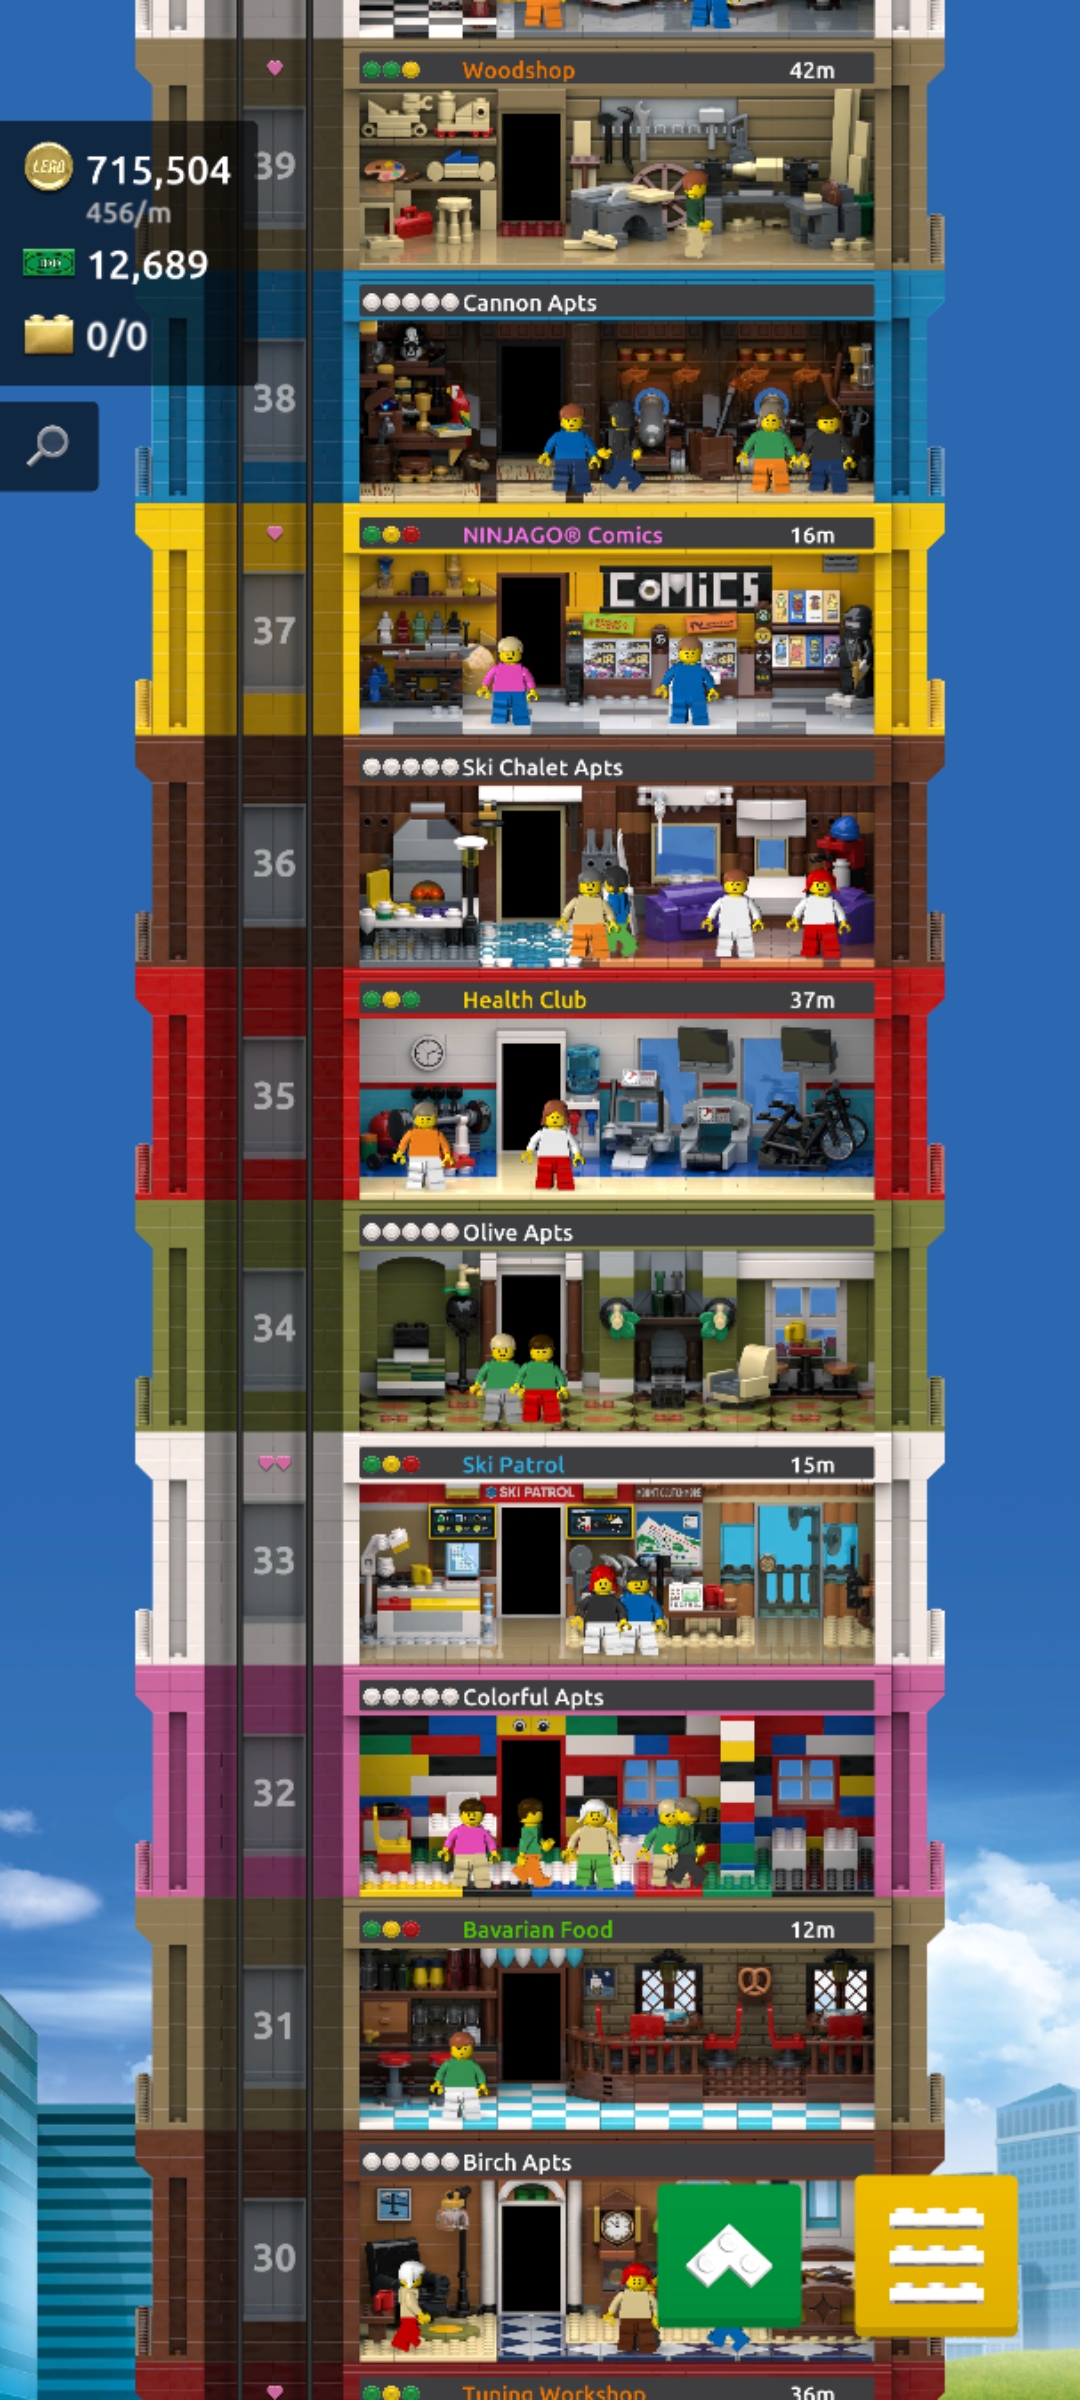 Woodshop 42m
39
LEGO 715,504
456/m
12,689
0/0
Cannon Apts
38
NINJAGO® Comics 16m
COMiCS
37
Ski Chalet Apts
36
Health Club 37m
35
Olive Apts
34
Ski Patrol 15m
SKI PATROL
33
Colorful Apts
32
Bavarian Food 12m
31
Birch Apts
30
Tuning Workshop 36m